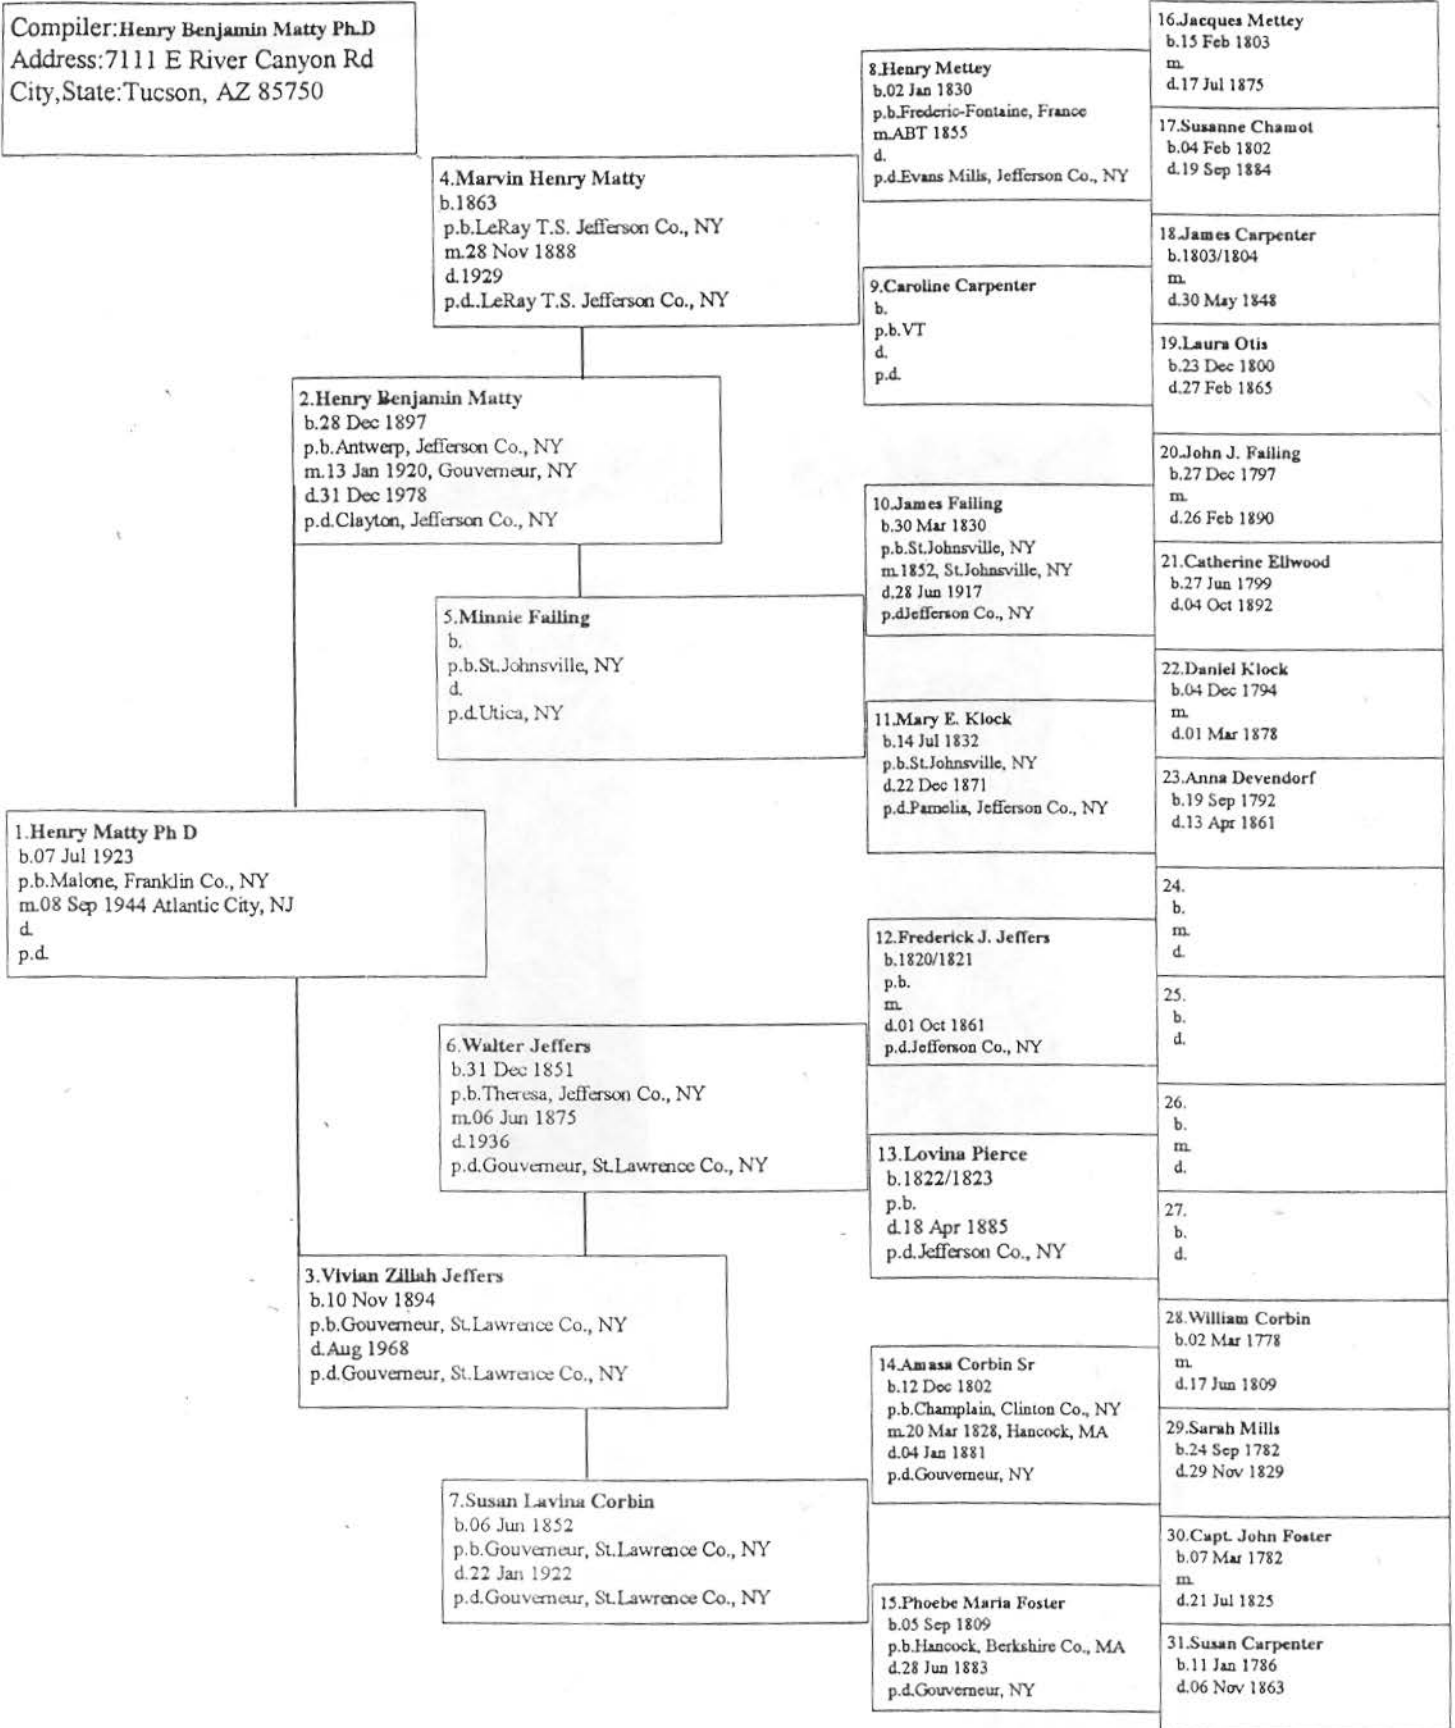 Compiler:Henry Benjamin Matty Ph.D
Address:7111 E River Canyon Rd
City,State:Tucson, AZ 85750
1.Henry Matty Ph D
b.07 Jul 1923
p.b.Malone, Franklin Co., NY
m.08 Sep 1944 Atlantic City, NJ
d.
p.d.
2.Henry Benjamin Matty
b.28 Dec 1897
p.b.Antwerp, Jefferson Co., NY
m.13 Jan 1920, Gouverneur, NY
d.31 Dec 1978
p.d.Clayton, Jefferson Co., NY
3.Vivian Zillah Jeffers
b.10 Nov 1894
p.b.Gouverneur, St.Lawrence Co., NY
d.Aug 1968
p.d.Gouverneur, St.Lawrence Co., NY
4.Marvin Henry Matty
b.1863
p.b.LeRay T.S. Jefferson Co., NY
m.28 Nov 1888
d.1929
p.d..LeRay T.S. Jefferson Co., NY
5.Minnie Failing
b.
p.b.St.Johnsville, NY
d.
p.d.Utica, NY
6.Walter Jeffers
b.31 Dec 1851
p.b.Theresa, Jefferson Co., NY
m.06 Jun 1875
d.1936
p.d.Gouverneur, St.Lawrence Co., NY
7.Susan Lavina Corbin
b.06 Jun 1852
p.b.Gouverneur, St.Lawrence Co., NY
d.22 Jan 1922
p.d.Gouverneur, St.Lawrence Co., NY
8.Henry Mettey
b.02 Jan 1830
p.b.Frederic-Fontaine, France
m.ABT 1855
d.
p.d.Evans Mills, Jefferson Co., NY
9.Caroline Carpenter
b.
p.b.VT
d.
p.d.
10.James Failing
b.30 Mar 1830
p.b.St.Johnsville, NY
m.1852, St.Johnsville, NY
d.28 Jun 1917
p.dJefferson Co., NY
11.Mary E. Klock
b.14 Jul 1832
p.b.St.Johnsville, NY
d.22 Dec 1871
p.d.Pamelia, Jefferson Co., NY
12.Frederick J. Jeffers
b.1820/1821
p.b.
m.
d.01 Oct 1861
p.d.Jefferson Co., NY
13.Lovina Pierce
b.1822/1823
p.b.
d.18 Apr 1885
p.d.Jefferson Co., NY
14.Amasa Corbin Sr
b.12 Dec 1802
p.b.Champlain, Clinton Co., NY
m.20 Mar 1828, Hancock, MA
d.04 Jan 1881
p.d.Gouverneur, NY
15.Phoebe Maria Foster
b.05 Sep 1809
p.b.Hancock, Berkshire Co., MA
d.28 Jun 1883
p.d.Gouverneur, NY
16.Jacques Mettey
b.15 Feb 1803
m.
d.17 Jul 1875
17.Susanne Chamot
b.04 Feb 1802
d.19 Sep 1884
18.James Carpenter
b.1803/1804
m.
d.30 May 1848
19.Laura Otis
b.23 Dec 1800
d.27 Feb 1865
20.John J. Failing
b.27 Dec 1797
m.
d.26 Feb 1890
21.Catherine Ellwood
b.27 Jun 1799
d.04 Oct 1892
22.Daniel Klock
b.04 Dec 1794
m.
d.01 Mar 1878
23.Anna Devendorf
b.19 Sep 1792
d.13 Apr 1861
24.
b.
m.
d.
25.
b.
d.
26.
b.
m.
d.
27.
b.
d.
28.William Corbin
b.02 Mar 1778
m.
d.17 Jun 1809
29.Sarah Mills
b.24 Sep 1782
d.29 Nov 1829
30.Capt. John Foster
b.07 Mar 1782
m.
d.21 Jul 1825
31.Susan Carpenter
b.11 Jan 1786
d.06 Nov 1863